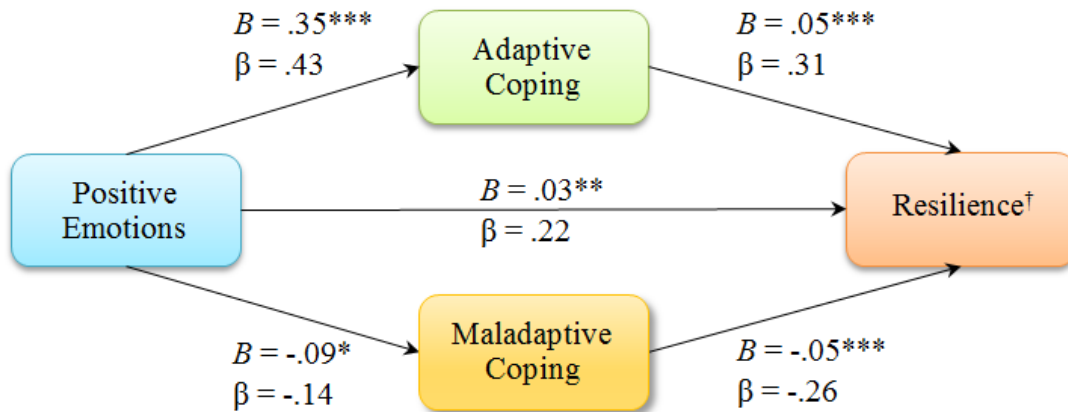 B = .35***
β = .43
Adaptive
Coping
B = .05***
β = .31
Positive
Emotions
B = .03**
β = .22
Resilience†
B = -.09*
β = -.14
Maladaptive
Coping
B = -.05***
β = -.26